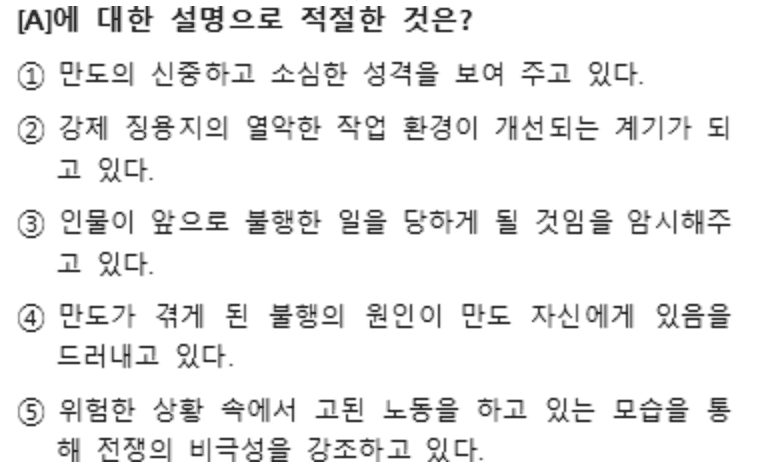 [A]에 대한 설명으로 적절한 것은?
① 만도의 신중하고 소심한 성격을 보여 주고 있다.
② 강제 징용지의 열악한 작업 환경이 개선되는 계기가 되
고 있다.
③ 인물이 앞으로 불행한 일을 당하게 될 것임을 암시해주
고 있다.
④ 만도가 겪게 된 불행의 원인이 만도 자신에게 있음을
드러내고 있다.
⑤ 위험한 상황 속에서 고된 노동을 하고 있는 모습을 통
해 전쟁의 비극성을 강조하고 있다.